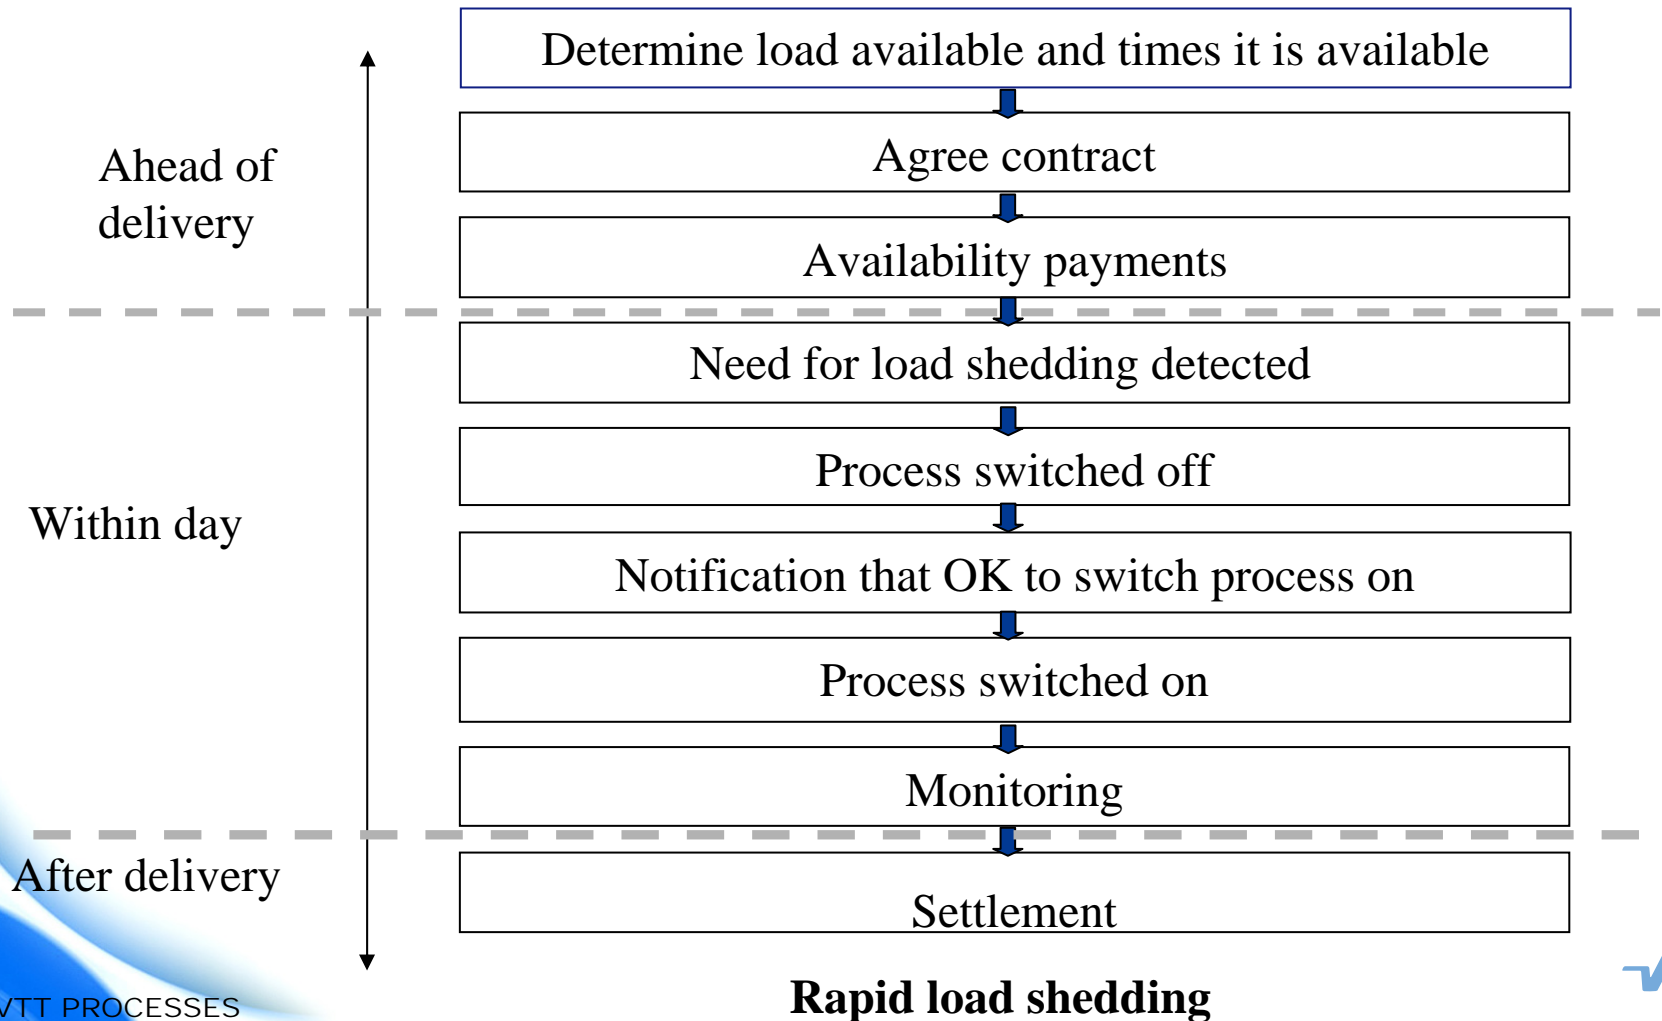 Determine load available and times it is available
Ahead of
delivery
Agree contract
Availability payments
Need for load shedding detected
Within day
Process switched off
Notification that OK to switch process on
Process switched on
Monitoring
After delivery
Settlement
Rapid load shedding
VTT PROCESSES